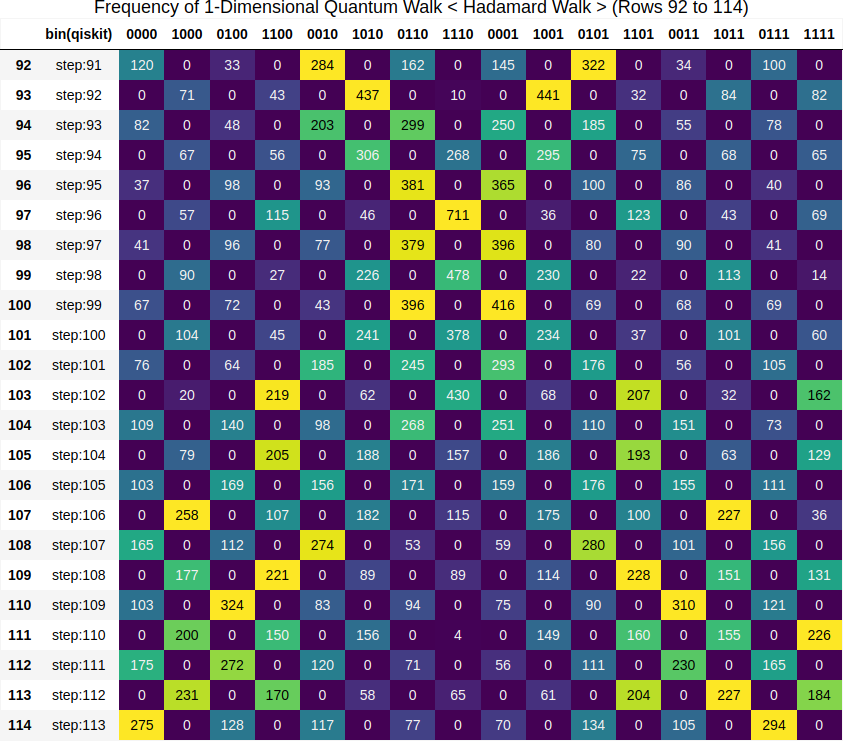 Frequency of 1-Dimensional Quantum Walk < Hadamard Walk > (Rows 92 to 114)
bin(qiskit) 0000 1000 0100 1100 0010 1010 0110 1110 0001 1001 0101 1101 0011 1011 0111 1111
92 step:91 120 0 33 0 284 0 162 0 145 0 322 0 34 0 100 0
93 step:92 0 71 0 43 0 437 0 10 0 441 0 32 0 84 0 82
94 step:93 82 0 48 0 203 0 299 0 250 0 185 0 55 0 78 0
95 step:94 0 67 0 56 0 306 0 268 0 295 0 75 0 68 0 65
96 step:95 37 0 98 0 93 0 381 0 365 0 100 0 86 0 40 0
97 step:96 0 57 0 115 0 46 0 711 0 36 0 123 0 43 0 69
98 step:97 41 0 96 0 77 0 379 0 396 0 80 0 90 0 41 0
99 step:98 0 90 0 27 0 226 0 478 0 230 0 22 0 113 0 14
100 step:99 67 0 72 0 43 0 396 0 416 0 69 0 68 0 69 0
101 step:100 0 104 0 45 0 241 0 378 0 234 0 37 0 101 0 60
102 step:101 76 0 64 0 185 0 245 0 293 0 176 0 56 0 105 0
103 step:102 0 20 0 219 0 62 0 430 0 68 0 207 0 32 0 162
104 step:103 109 0 140 0 98 0 268 0 251 0 110 0 151 0 73 0
105 step:104 0 79 0 205 0 188 0 157 0 186 0 193 0 63 0 129
106 step:105 103 0 169 0 156 0 171 0 159 0 176 0 155 0 111 0
107 step:106 0 258 0 107 0 182 0 115 0 175 0 100 0 227 0 36
108 step:107 165 0 112 0 274 0 53 0 59 0 280 0 101 0 156 0
109 step:108 0 177 0 221 0 89 0 89 0 114 0 228 0 151 0 131
110 step:109 103 0 324 0 83 0 94 0 75 0 90 0 310 0 121 0
111 step:110 0 200 0 150 0 156 0 4 0 149 0 160 0 155 0 226
112 step:111 175 0 272 0 120 0 71 0 56 0 111 0 230 0 165 0
113 step:112 0 231 0 170 0 58 0 65 0 61 0 204 0 227 0 184
114 step:113 275 0 128 0 117 0 77 0 70 0 134 0 105 0 294 0